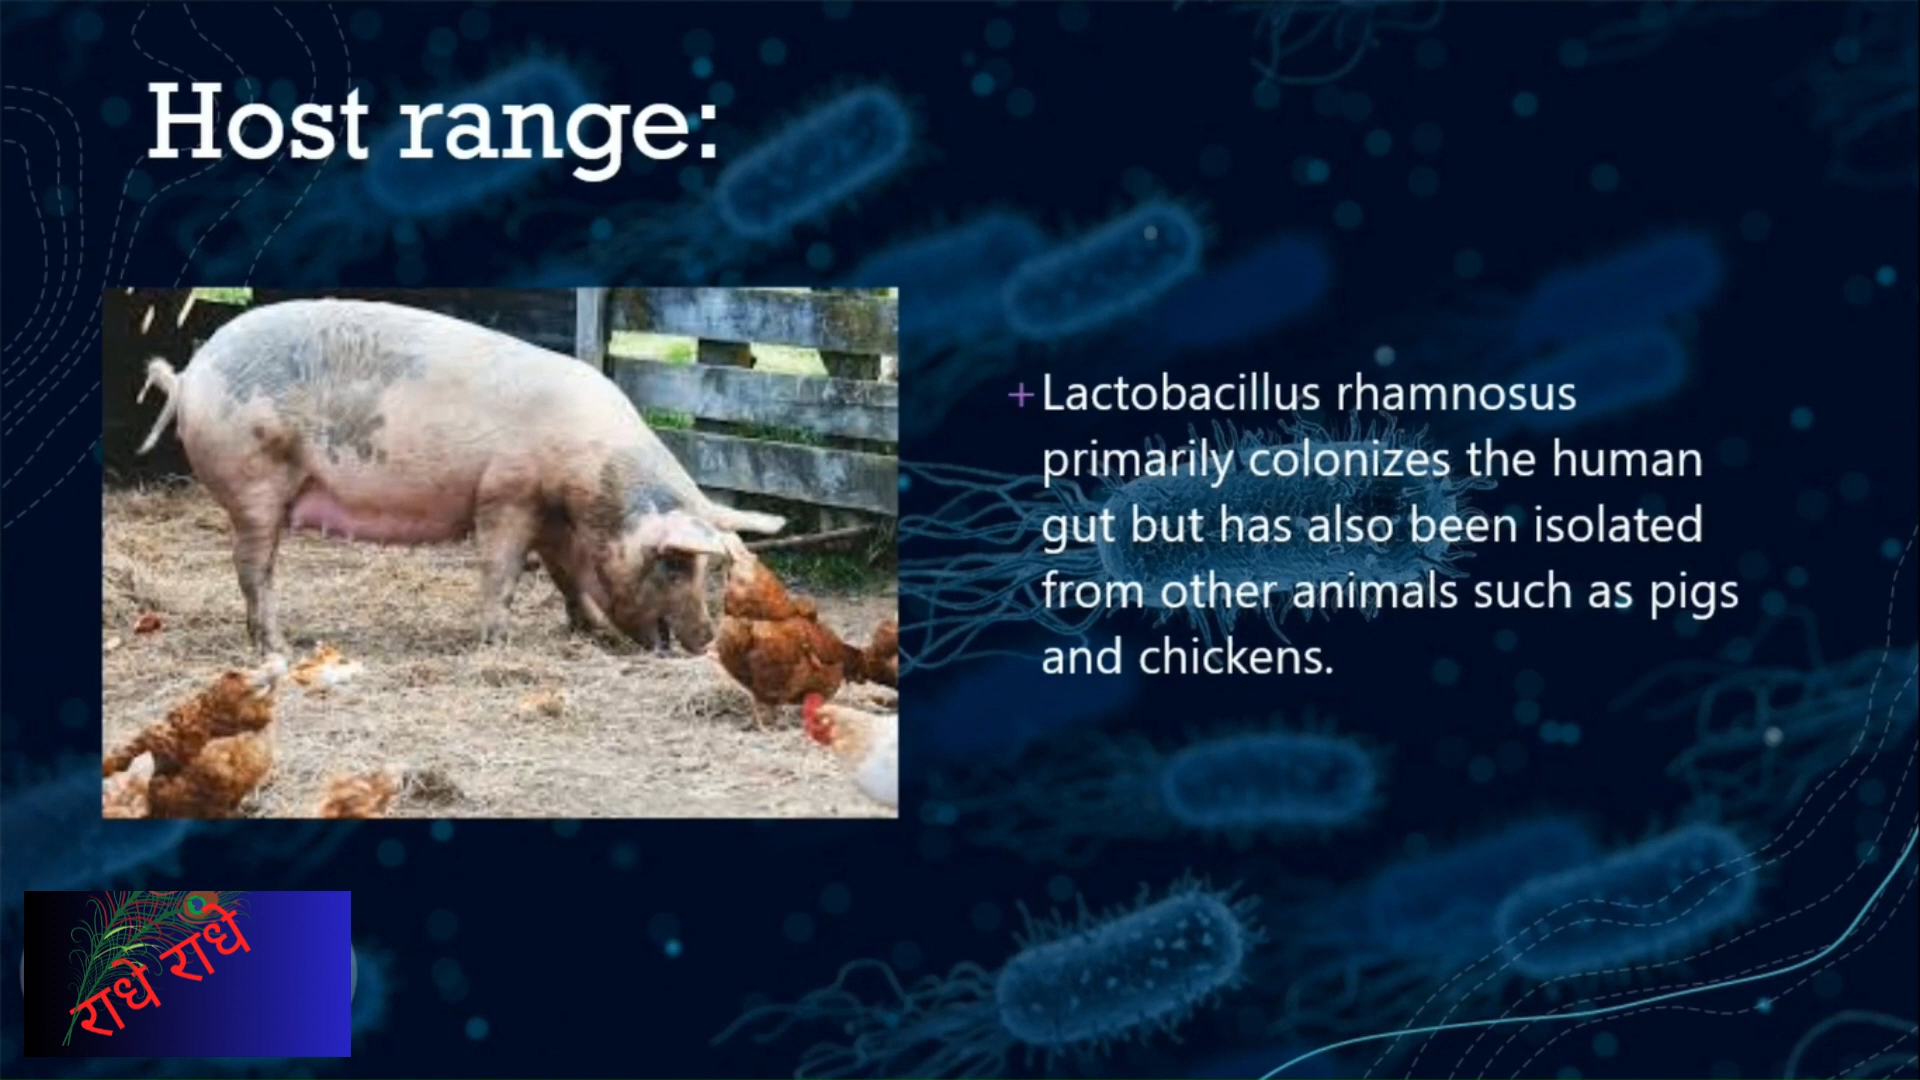 Host range:
+Lactobacillus rhamnosus
primarily colonizes the human
gut but has also been isolated
from other animals such as pigs
and chickens.
राधे राधे